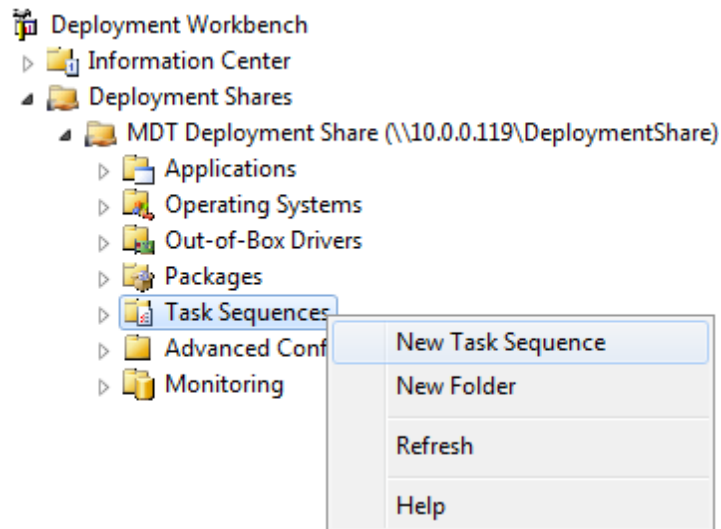 Deployment Workbench
Information Center
Deployment Shares
MDT Deployment Share (\\10.0.0.119\DeploymentShare)
Applications
Operating Systems
Out-of-Box Drivers
Packages
Task Sequences
New Task Sequence
Advanced Conf
New Folder
Monitoring
Refresh
Help